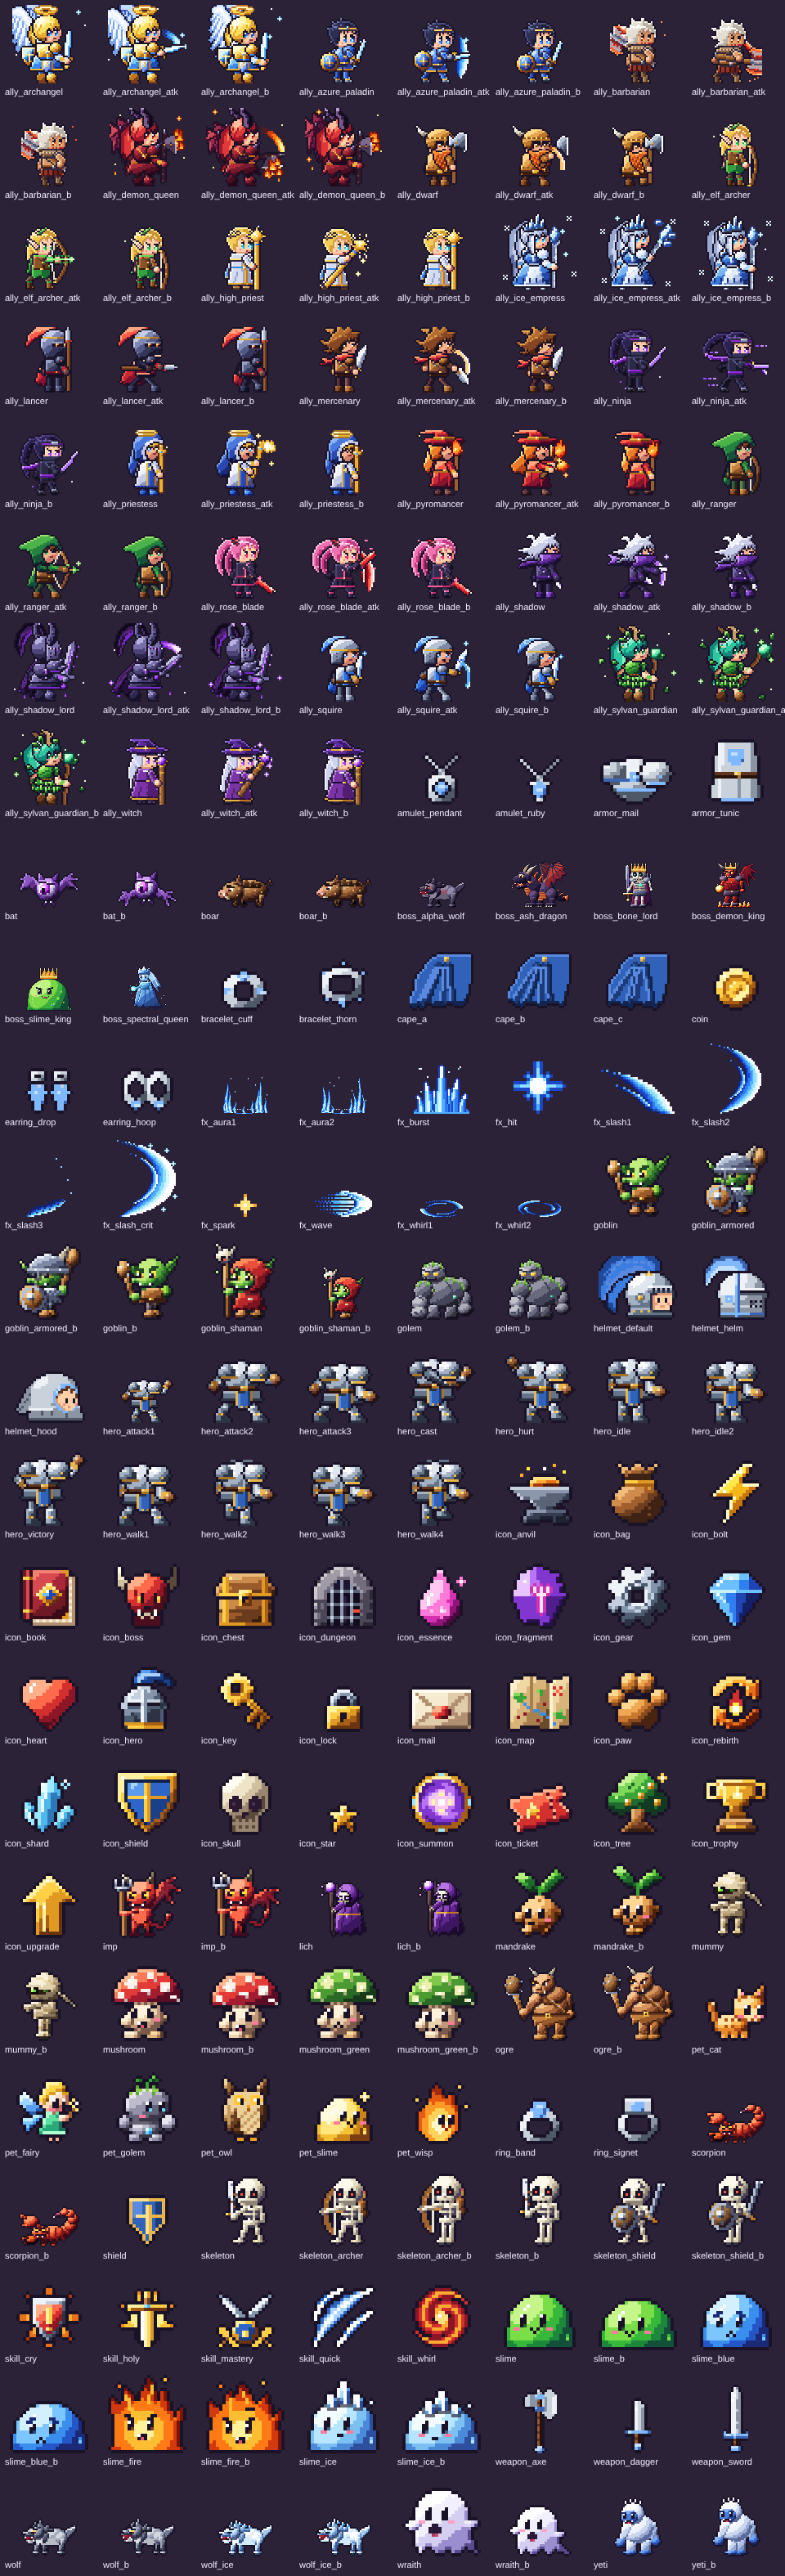 ally_archangel ally_archangel_atk ally_archangel_b ally_azure_paladin ally_azure_paladin_atk ally_azure_paladin_b ally_barbarian ally_barbarian_atk
ally_barbarian_b ally_demon_queen ally_demon_queen_atk ally_demon_queen_b ally_dwarf ally_dwarf_atk ally_dwarf_b ally_elf_archer
ally_elf_archer_atk ally_elf_archer_b ally_high_priest ally_high_priest_atk ally_high_priest_b ally_ice_empress ally_ice_empress_atk ally_ice_empress_b
ally_lancer ally_lancer_atk ally_lancer_b ally_mercenary ally_mercenary_atk ally_mercenary_b ally_ninja ally_ninja_atk
ally_ninja_b ally_priestess ally_priestess_atk ally_priestess_b ally_pyromancer ally_pyromancer_atk ally_pyromancer_b ally_ranger
ally_ranger_atk ally_ranger_b ally_rose_blade ally_rose_blade_atk ally_rose_blade_b ally_shadow ally_shadow_atk ally_shadow_b
ally_shadow_lord ally_shadow_lord_atk ally_shadow_lord_b ally_squire ally_squire_atk ally_squire_b ally_sylvan_guardian ally_sylvan_guardian_a
ally_sylvan_guardian_b ally_witch ally_witch_atk ally_witch_b amulet_pendant amulet_ruby armor_mail armor_tunic
bat bat_b boar boar_b boss_alpha_wolf boss_ash_dragon boss_bone_lord boss_demon_king
boss_slime_king boss_spectral_queen bracelet_cuff bracelet_thorn cape_a cape_b cape_c coin
earring_drop earring_hoop fx_aura1 fx_aura2 fx_burst fx_hit fx_slash1 fx_slash2
fx_slash3 fx_slash_crit fx_spark fx_wave fx_whirl1 fx_whirl2 goblin goblin_armored
goblin_armored_b goblin_b goblin_shaman goblin_shaman_b golem golem_b helmet_default helmet_helm
helmet_hood hero_attack1 hero_attack2 hero_attack3 hero_cast hero_hurt hero_idle hero_idle2
hero_victory hero_walk1 hero_walk2 hero_walk3 hero_walk4 icon_anvil icon_bag icon_bolt
icon_book icon_boss icon_chest icon_dungeon icon_essence icon_fragment icon_gear icon_gem
icon_heart icon_hero icon_key icon_lock icon_mail icon_map icon_paw icon_rebirth
icon_shard icon_shield icon_skull icon_star icon_summon icon_ticket icon_tree icon_trophy
icon_upgrade imp imp_b lich lich_b mandrake mandrake_b mummy
mummy_b mushroom mushroom_b mushroom_green mushroom_green_b ogre ogre_b pet_cat
pet_fairy pet_golem pet_owl pet_slime pet_wisp ring_band ring_signet scorpion
scorpion_b shield skeleton skeleton_archer skeleton_archer_b skeleton_b skeleton_shield skeleton_shield_b
skill_cry skill_holy skill_mastery skill_quick skill_whirl slime slime_b slime_blue
slime_blue_b slime_fire slime_fire_b slime_ice slime_ice_b weapon_axe weapon_dagger weapon_sword
wolf wolf_b wolf_ice wolf_ice_b wraith wraith_b yeti yeti_b